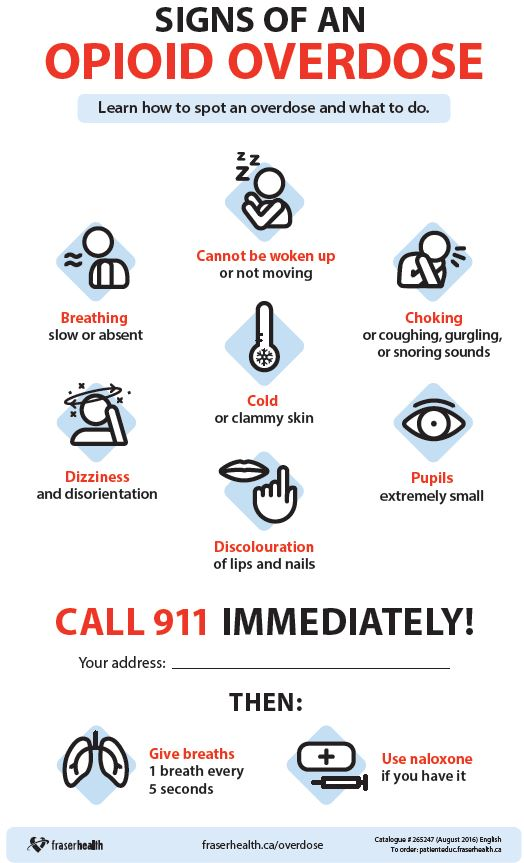 SIGNS OF AN
OPIOID OVERDOSE
Learn how to spot an overdose and what to do.
z z
z
Cannot be woken up
or not moving
Breathing
slow or absent
Choking
or coughing, gurgling,
or snoring sounds
Cold
or clammy skin
Dizziness
and disorientation
Pupils
extremely small
Discolouration
of lips and nails
CALL 911 IMMEDIATELY!
Your address:
THEN:
Give breaths
1 breath every
5 seconds
Use naloxone
if you have it
fraserhealth
fraserhealth.ca/overdose
Catalogue # 265247 (August 2016) English
To order: patienteduc.fraserhealth.ca